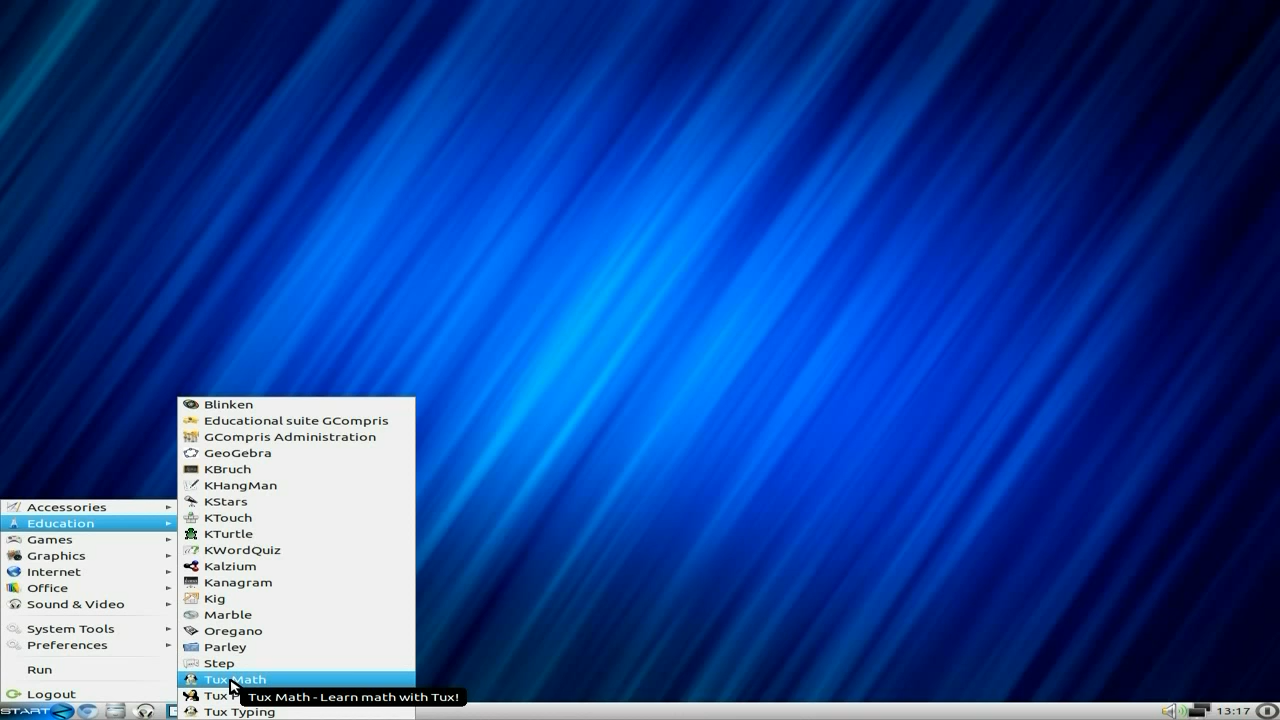 Blinken
Educational suite GCompris
GCompris Administration
GeoGebra
KBruch
KHangMan
KStars
KTouch
KTurtle
KWordQuiz
Kalzium
Kanagram
Kig
Marble
Oregano
Parley
Step
Tux Math
Tux
Tux Math - Learn math with Tux!
Tux Typing
Accessories
Education
Games
Graphics
Internet
Office
Sound & Video
System Tools
Preferences
Run
Logout
START
13:17